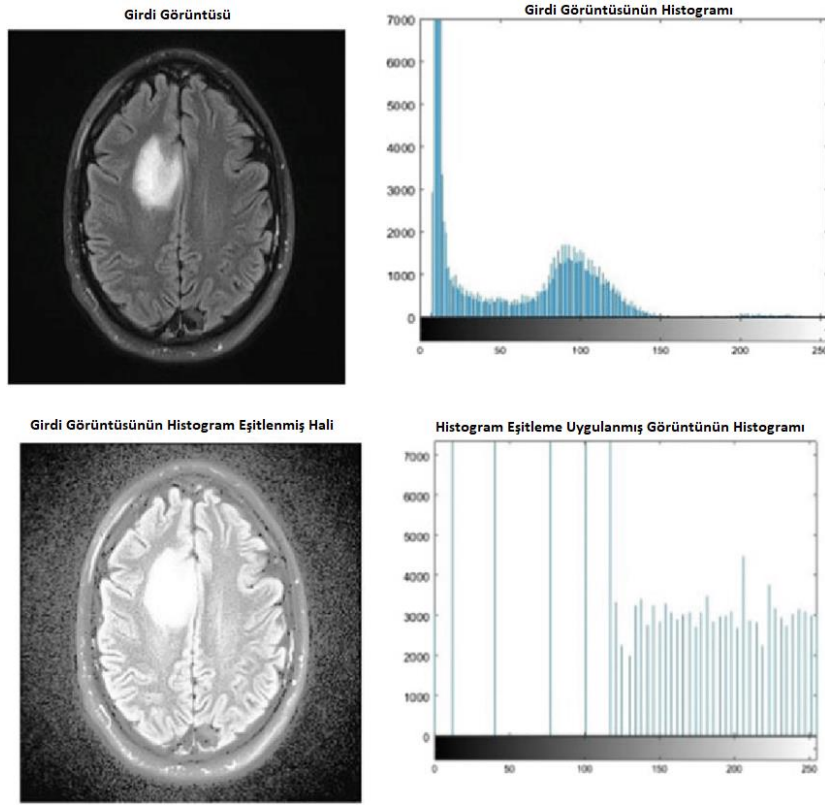 Girdi Görüntüsü
Girdi Görüntüsünün Histogramı
7000
6000
5000
4000
3000
2000
1000
0
0 50 100 150 200 250
Girdi Görüntüsünün Histogram Eşitlenmiş Hali
Histogram Eşitleme Uygulanmış Görüntünün Histogramı
7000
6000
5000
4000
3000
2000
1000
0
0 50 100 150 200 250